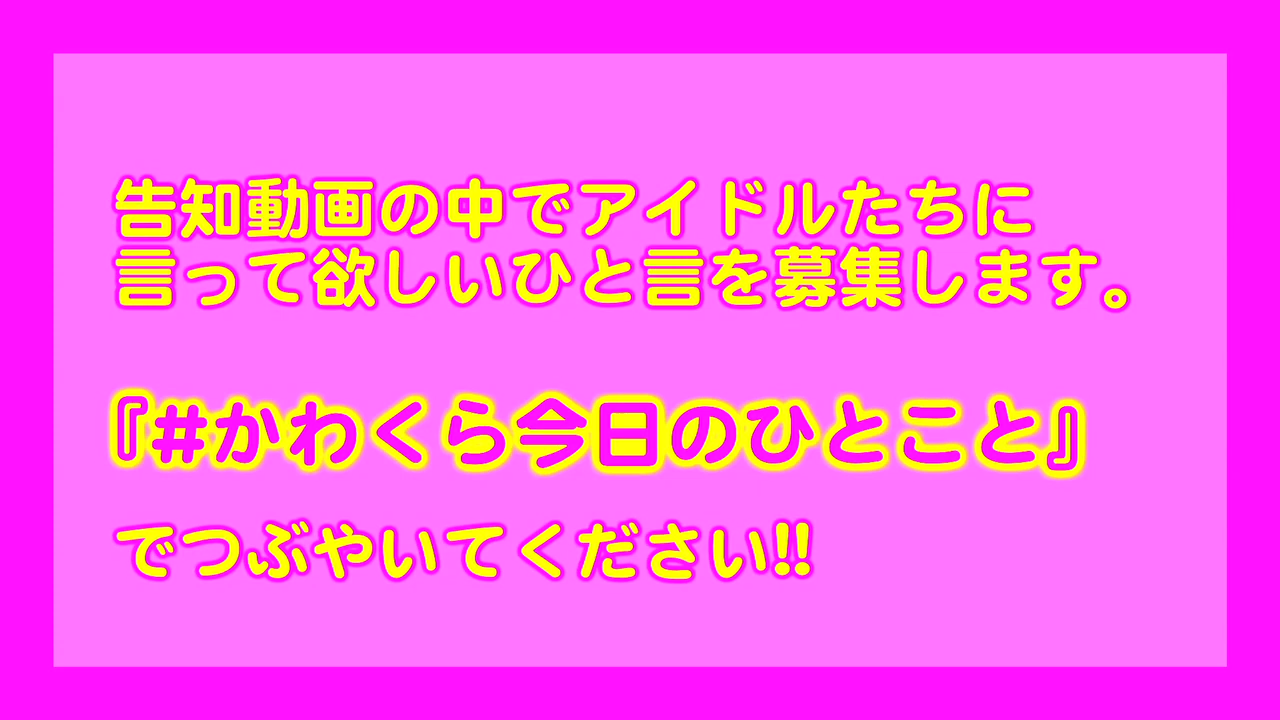 告知動画の中でアイドルたちに
言って欲しいひと言を募集します。
『#かわくら今日のひとこと』
でつぶやいてください!!